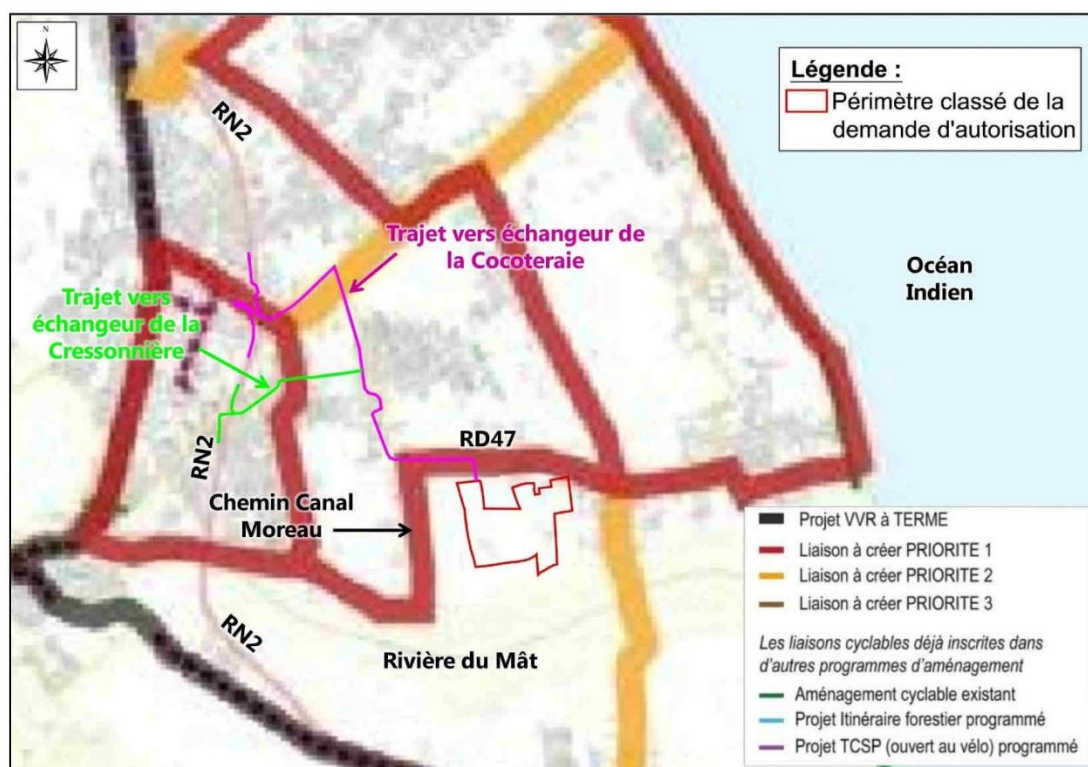 N
Légende :
Périmètre classé de la
demande d'autorisation
RN2
Trajet vers échangeur de
la Cocoteraie
Océan
Indien
Trajet vers
échangeur de la
Cressonnière
RN2
RD47
Chemin Canal
Moreau
RN2
Rivière du Mât
Projet VVR à TERME
Liaison à créer PRIORITE 1
Liaison à créer PRIORITE 2
Liaison à créer PRIORITE 3
Les liaisons cyclables déjà inscrites dans
d'autres programmes d'aménagement
Aménagement cyclable existant
Projet Itinéraire forestier programmé
Projet TCSP (ouvert au vélo) programmé